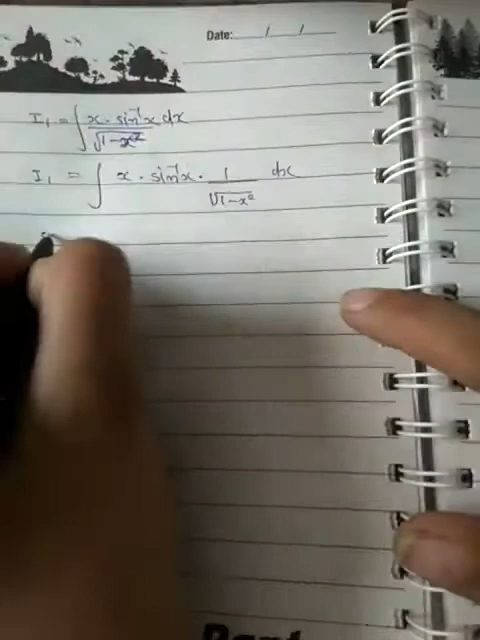 Date: / /
I₁ = ∫ x · sin⁻¹x dx / √1-x²
I₁ = ∫ x · sin⁻¹x · 1/√1-x² dx